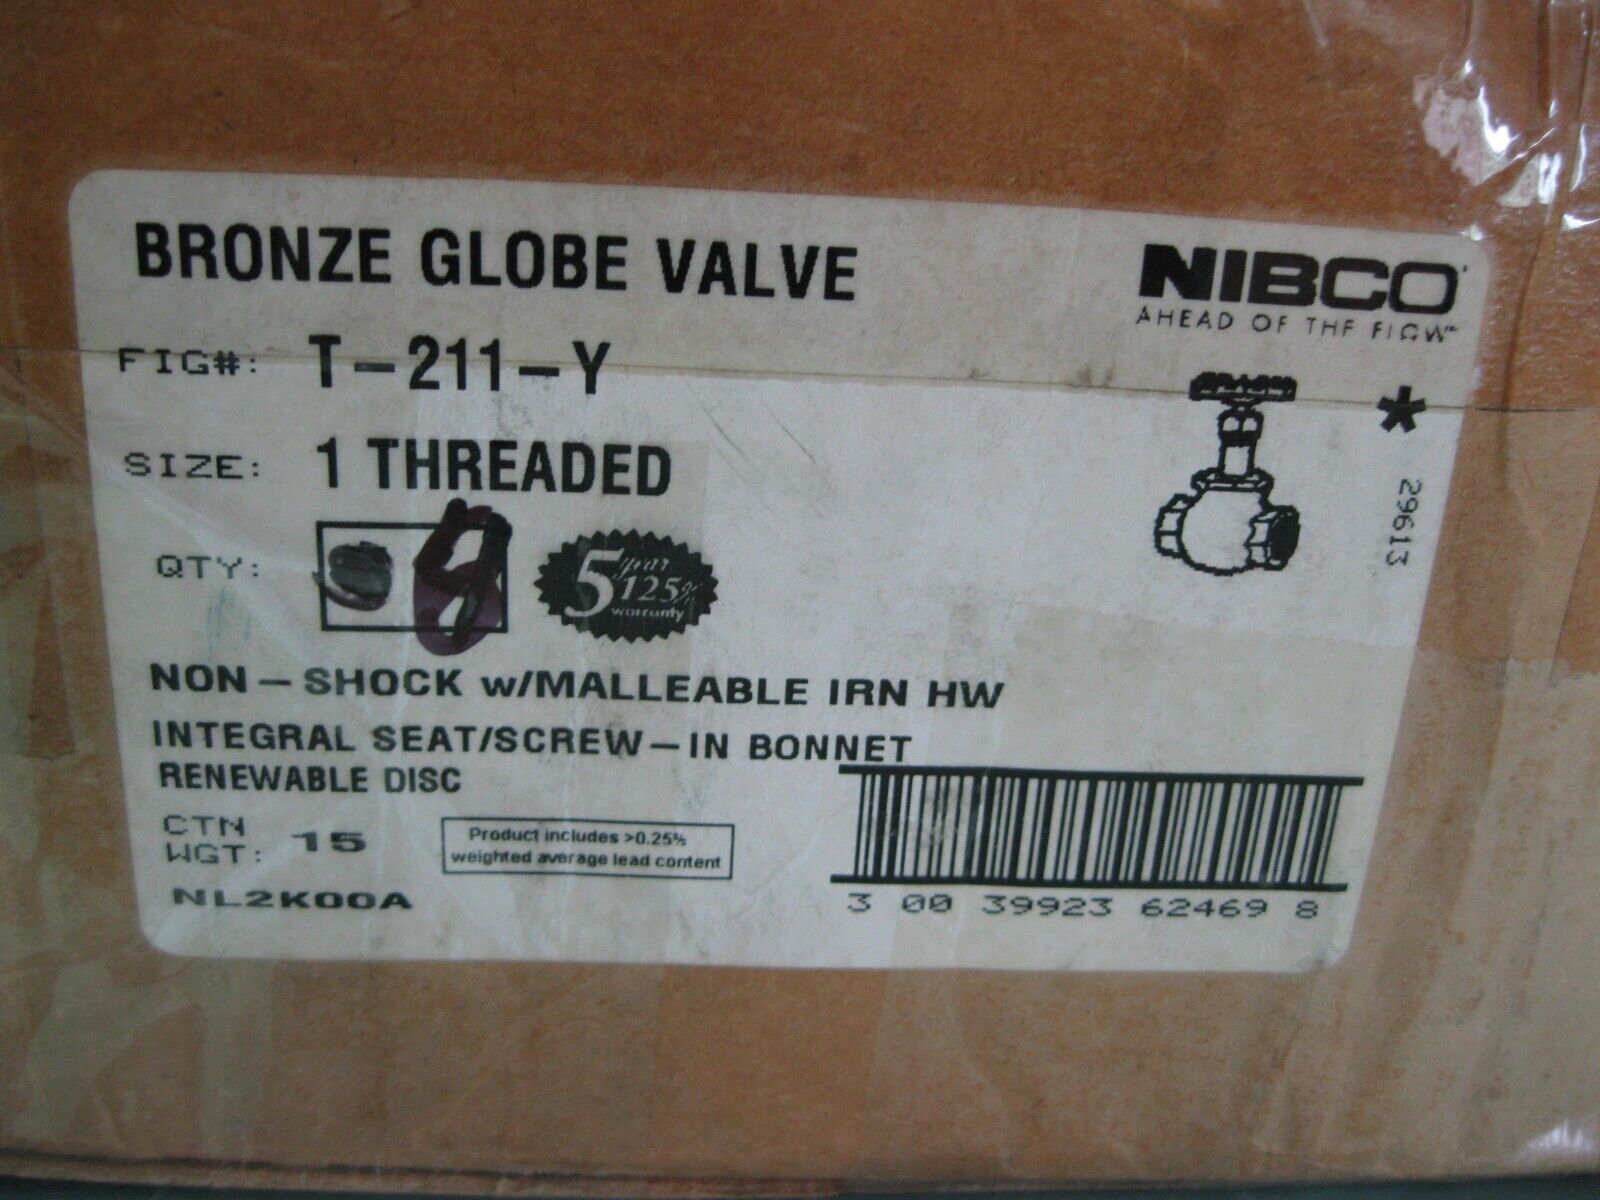 BRONZE GLOBE VALVE
NIBCO
AHEAD OF THE FLOW™
FIG#: T-211-Y
SIZE: 1 THREADED
*
29613
QTY:
5 year 125% warranty
NON-SHOCK w/MALLEABLE IRN HW
INTEGRAL SEAT/SCREW-IN BONNET
RENEWABLE DISC
CTN WGT: 15
Product includes >0.25%
weighted average lead content
NL2K00A
3 00 39923 62469 8